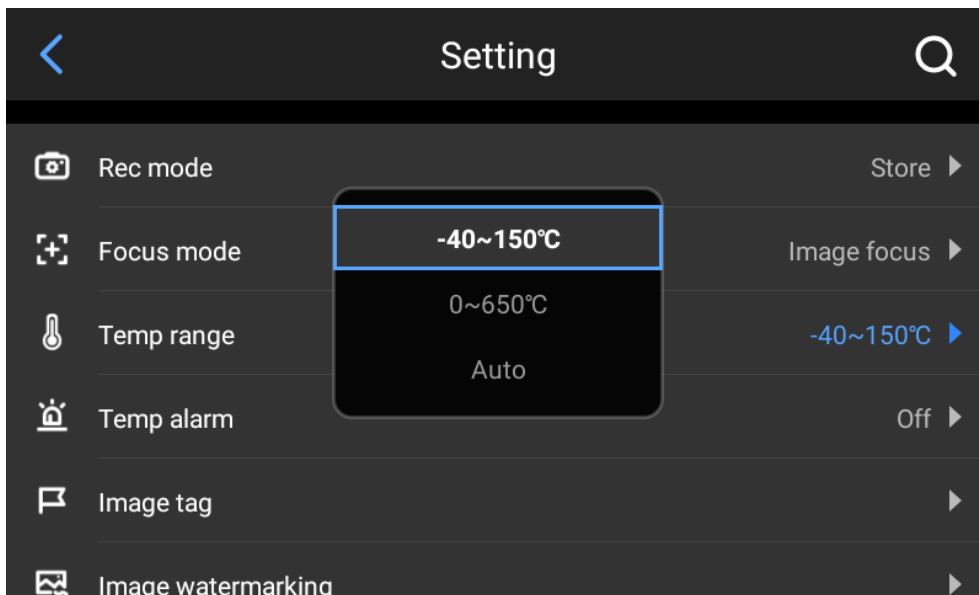 Setting
Rec mode Store
Focus mode Image focus
Temp range -40~150℃
Temp alarm Off
Image tag
Image watermarking
-40~150℃
0~650℃
Auto